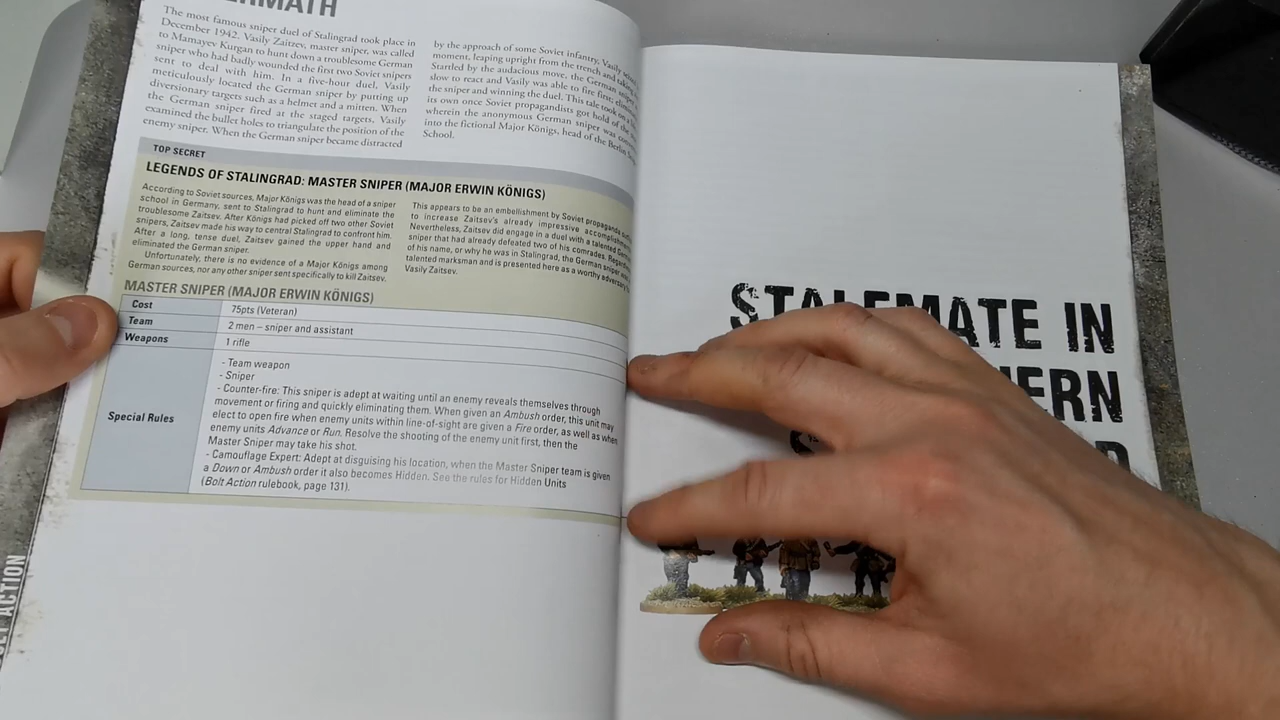 ERMATH
The most famous sniper duel of Stalingrad took place in
December 1942. Vasily Zaitzev, master sniper, was called
to Mamayev Kurgan to hunt down a troublesome German
sniper who had badly wounded the first two Soviet snipers
sent to deal with him. In a five-hour duel, Vasily
meticulously located the German sniper by putting up
diversionary targets such as a helmet and a mitten. When
the German sniper fired at the staged targets, Vasily
examined the bullet holes to triangulate the position of the
enemy sniper. When the German sniper became distracted
by the approach of some Soviet infantry, Vasily
moment, leaping upright from the trench and
Startled by the audacious move, the German
slow to react and Vasily was able to fire first;
the sniper and winning the duel. This tale took on
its own once Soviet propagandists got hold of the
wherein the anonymous German sniper was
into the fictional Major Königs, head of the Berlin
School.
TOP SECRET
LEGENDS OF STALINGRAD: MASTER SNIPER (MAJOR ERWIN KÖNIGS)
According to Soviet sources, Major Königs was the head of a sniper
school in Germany, sent to Stalingrad to hunt and eliminate the
troublesome Zaitsev. After Königs had picked off two other Soviet
snipers, Zaitsev made his way to central Stalingrad to confront him.
After a long, tense duel, Zaitsev gained the upper hand and
eliminated the German sniper.
Unfortunately, there is no evidence of a Major Königs among
German sources, nor any other sniper sent specifically to kill Zaitsev.
This appears to be an embellishment by Soviet propaganda
to increase Zaitsev's already impressive
Nevertheless, Zaitsev did engage in a duel with a talented
sniper that had already defeated two of his comrades.
of his name, or why he was in Stalingrad, the German sniper
talented marksman and is presented here as a worthy adversary
Vasily Zaitsev.
MASTER SNIPER (MAJOR ERWIN KÖNIGS)
Cost 75pts (Veteran)
Team 2 men – sniper and assistant
Weapons 1 rifle
Special Rules
- Team weapon
- Sniper
- Counter-fire: This sniper is adept at waiting until an enemy reveals themselves through
movement or firing and quickly eliminating them. When given an Ambush order, this unit may
elect to open fire when enemy units within line-of-sight are given a Fire order, as well as when
enemy units Advance or Run. Resolve the shooting of the enemy unit first, then the
Master Sniper may take his shot.
- Camouflage Expert: Adept at disguising his location, when the Master Sniper team is given
a Down or Ambush order it also becomes Hidden. See the rules for Hidden Units
(Bolt Action rulebook, page 131).
ACTION
STALEMATE IN
ERN